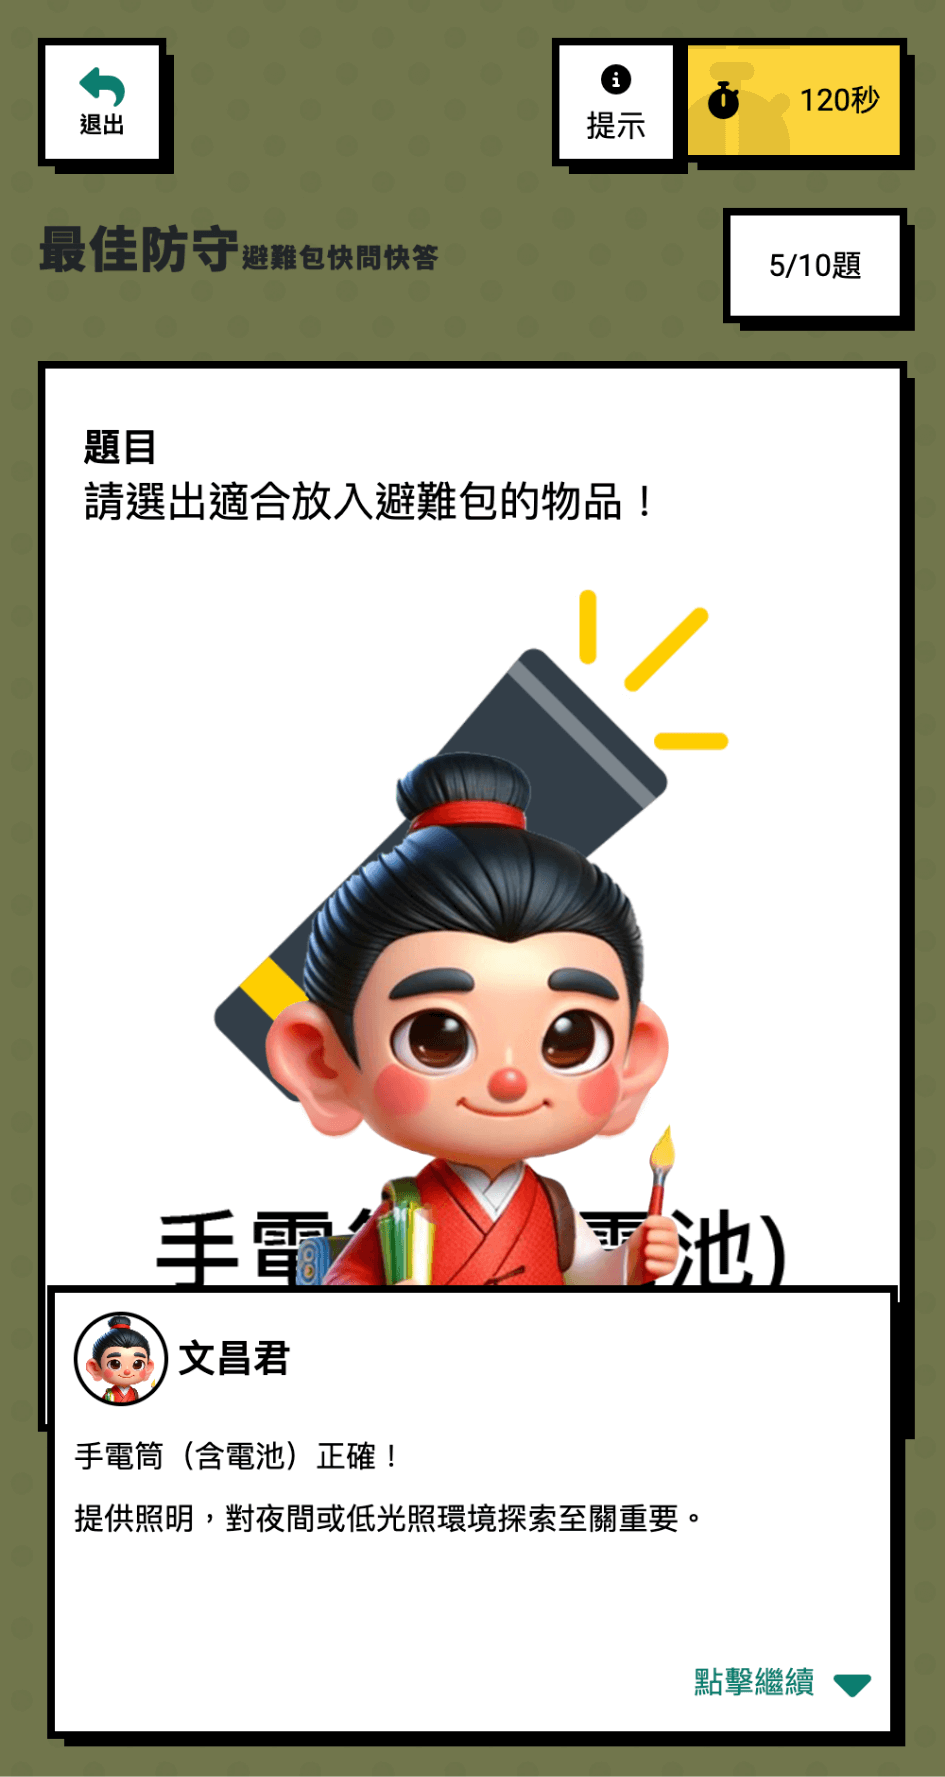 退出
提示
120秒
最佳防守避難包快問快答
5/10題
題目
請選出適合放入避難包的物品！
手電 電池)
文昌君
手電筒（含電池）正確！
提供照明，對夜間或低光照環境探索至關重要。
點擊繼續